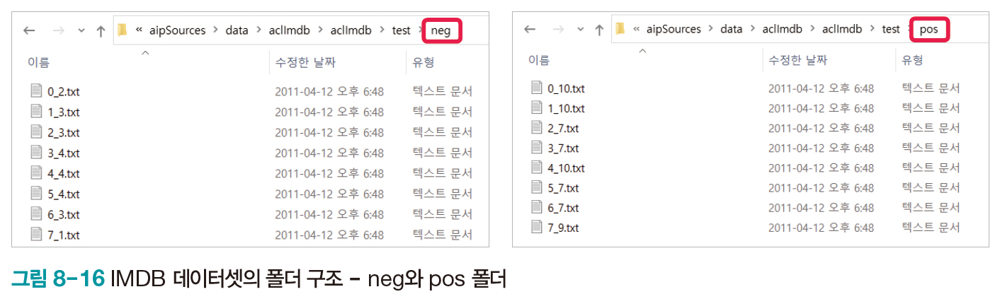 « aipSources > data > aclImdb > aclImdb > test > neg
이름 수정한 날짜 유형
0_2.txt 2011-04-12 오후 6:48 텍스트 문서
1_3.txt 2011-04-12 오후 6:48 텍스트 문서
2_3.txt 2011-04-12 오후 6:48 텍스트 문서
3_4.txt 2011-04-12 오후 6:48 텍스트 문서
4_4.txt 2011-04-12 오후 6:48 텍스트 문서
5_4.txt 2011-04-12 오후 6:48 텍스트 문서
6_3.txt 2011-04-12 오후 6:48 텍스트 문서
7_1.txt 2011-04-12 오후 6:48 텍스트 문서
« aipSources > data > aclImdb > aclImdb > test > pos
이름 수정한 날짜 유형
0_10.txt 2011-04-12 오후 6:48 텍스트 문서
1_10.txt 2011-04-12 오후 6:48 텍스트 문서
2_7.txt 2011-04-12 오후 6:48 텍스트 문서
3_7.txt 2011-04-12 오후 6:48 텍스트 문서
4_10.txt 2011-04-12 오후 6:48 텍스트 문서
5_7.txt 2011-04-12 오후 6:48 텍스트 문서
6_7.txt 2011-04-12 오후 6:48 텍스트 문서
7_9.txt 2011-04-12 오후 6:48 텍스트 문서
그림 8-16 IMDB 데이터셋의 폴더 구조 - neg와 pos 폴더